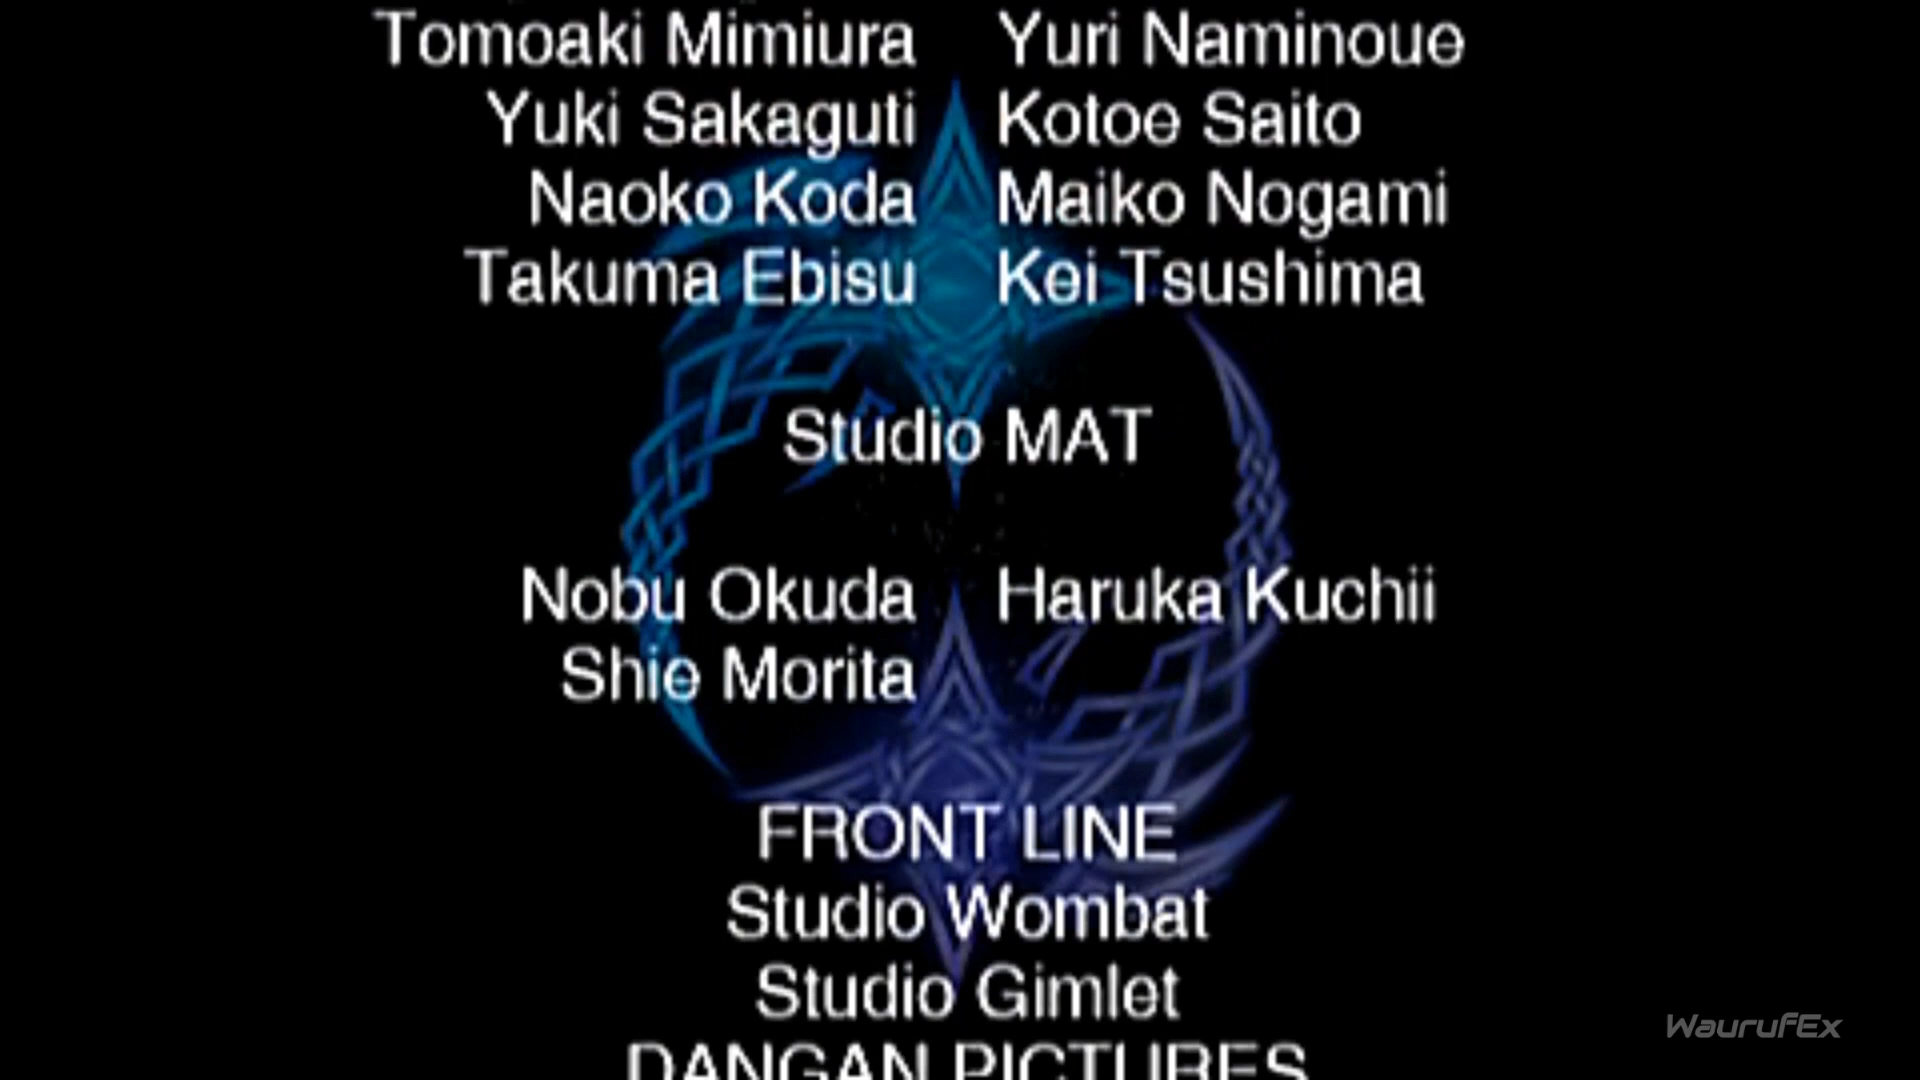 Tomoaki Mimiura Yuri Naminoue
Yuki Sakaguti Kotoe Saito
Naoko Koda Maiko Nogami
Takuma Ebisu Kei Tsushima
Studio MAT
Nobu Okuda Haruka Kuchii
Shie Morita
FRONT LINE
Studio Wombat
Studio Gimlet
WaurufEx
DANGAN PICTURES